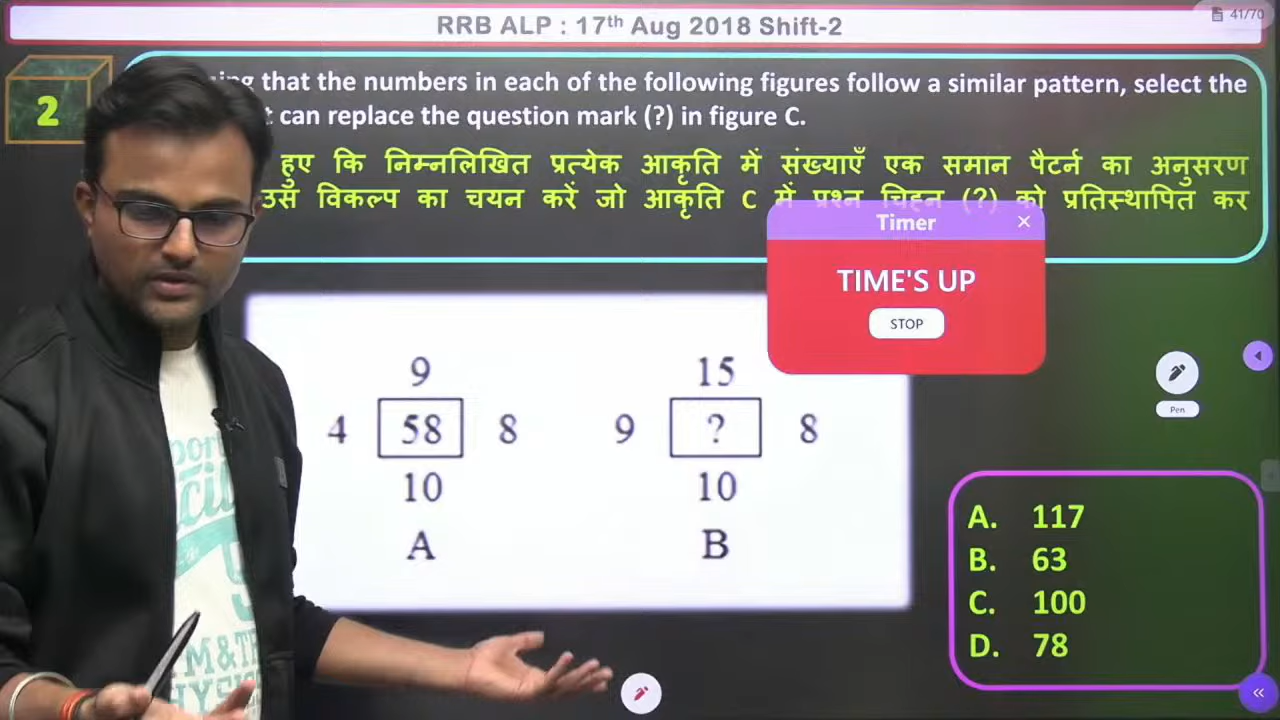 RRB ALP : 17th Aug 2018 Shift-2
41/70
2
that the numbers in each of the following figures follow a similar pattern, select the
can replace the question mark (?) in figure C.
हुए कि निम्नलिखित प्रत्येक आकृति में संख्याएँ एक समान पैटर्न का अनुसरण
उस विकल्प का चयन करें जो आकृति C में प्रश्न चिह्न (?) को प्रतिस्थापित कर
Timer
TIME'S UP
STOP
Pen
9 15
4 58 8 9 ? 8
10 10
A B
A. 117
B. 63
C. 100
D. 78